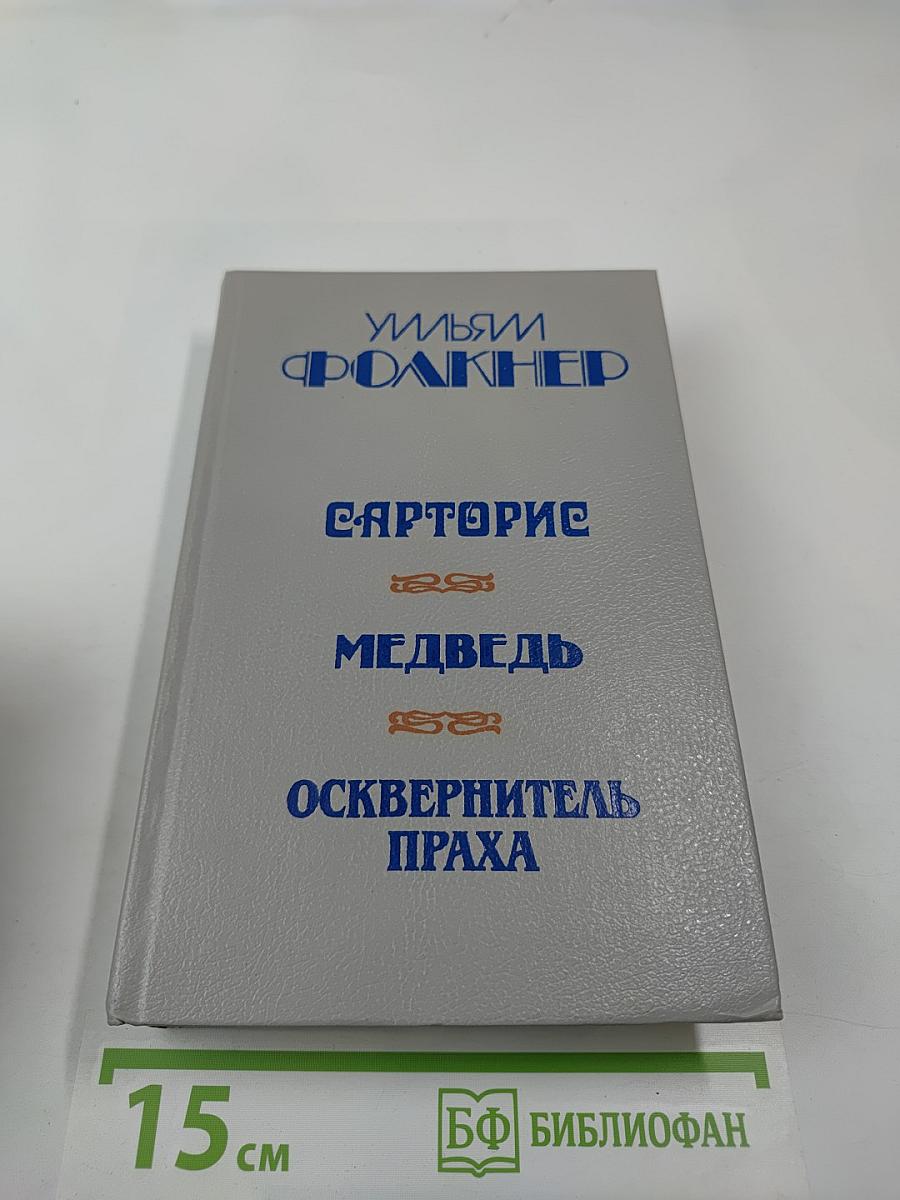 УИЛЬЯМ
ФОЛКНЕР
САРТОРИС
МЕДВЕДЬ
ОСКВЕРНИТЕЛЬ
ПРАХА
15 см
БФ БИБЛИОФАН